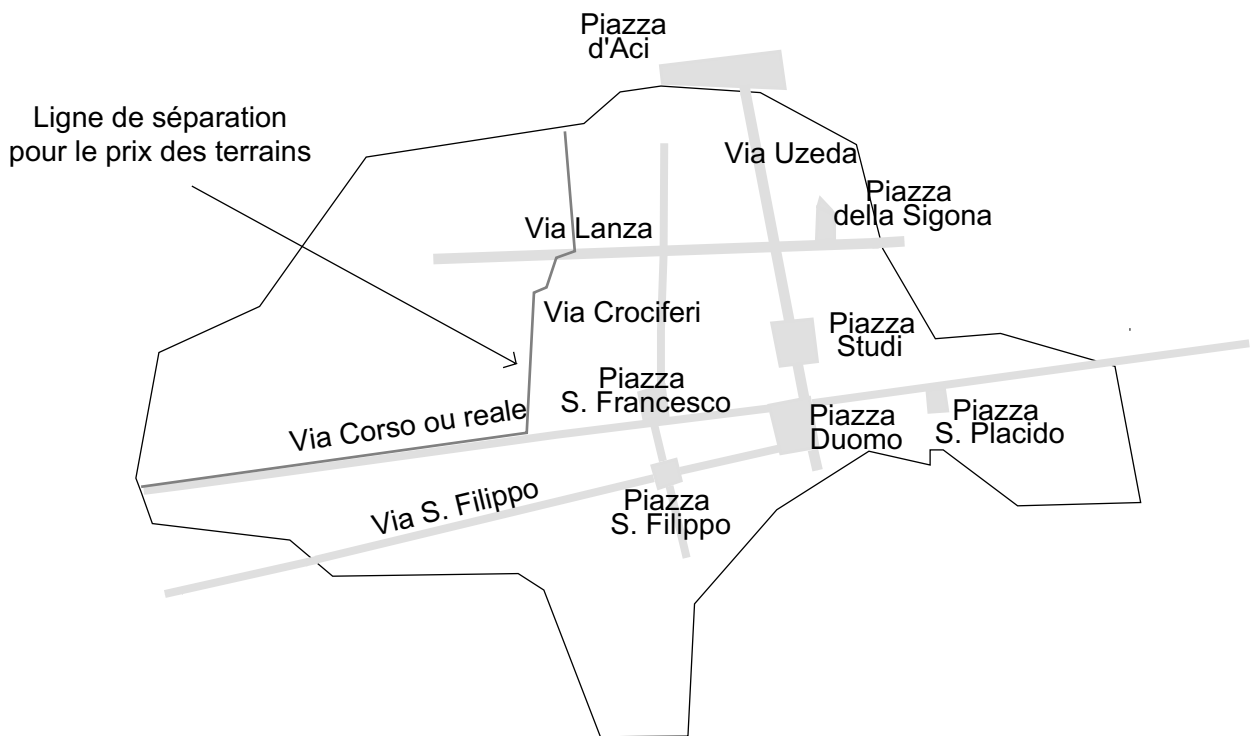 Piazza
d'Aci
Ligne de séparation
pour le prix des terrains
Via Uzeda
Piazza
della Sigona
Via Lanza
Via Crociferi
Piazza
Studi
Piazza
S. Francesco
Via Corso ou reale
Piazza
Duomo
Piazza
S. Placido
Via S. Filippo
Piazza
S. Filippo